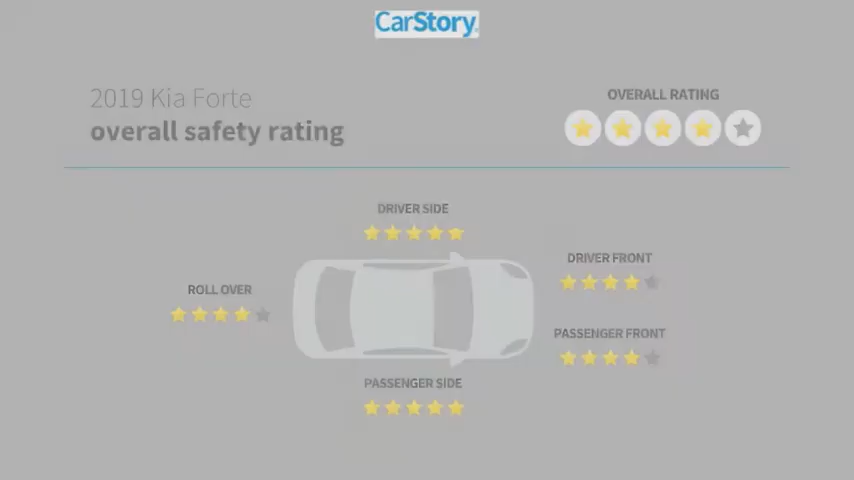 CarStory
2019 Kia Forte
overall safety rating
OVERALL RATING
DRIVER SIDE
DRIVER FRONT
ROLL OVER
PASSENGER FRONT
PASSENGER SIDE